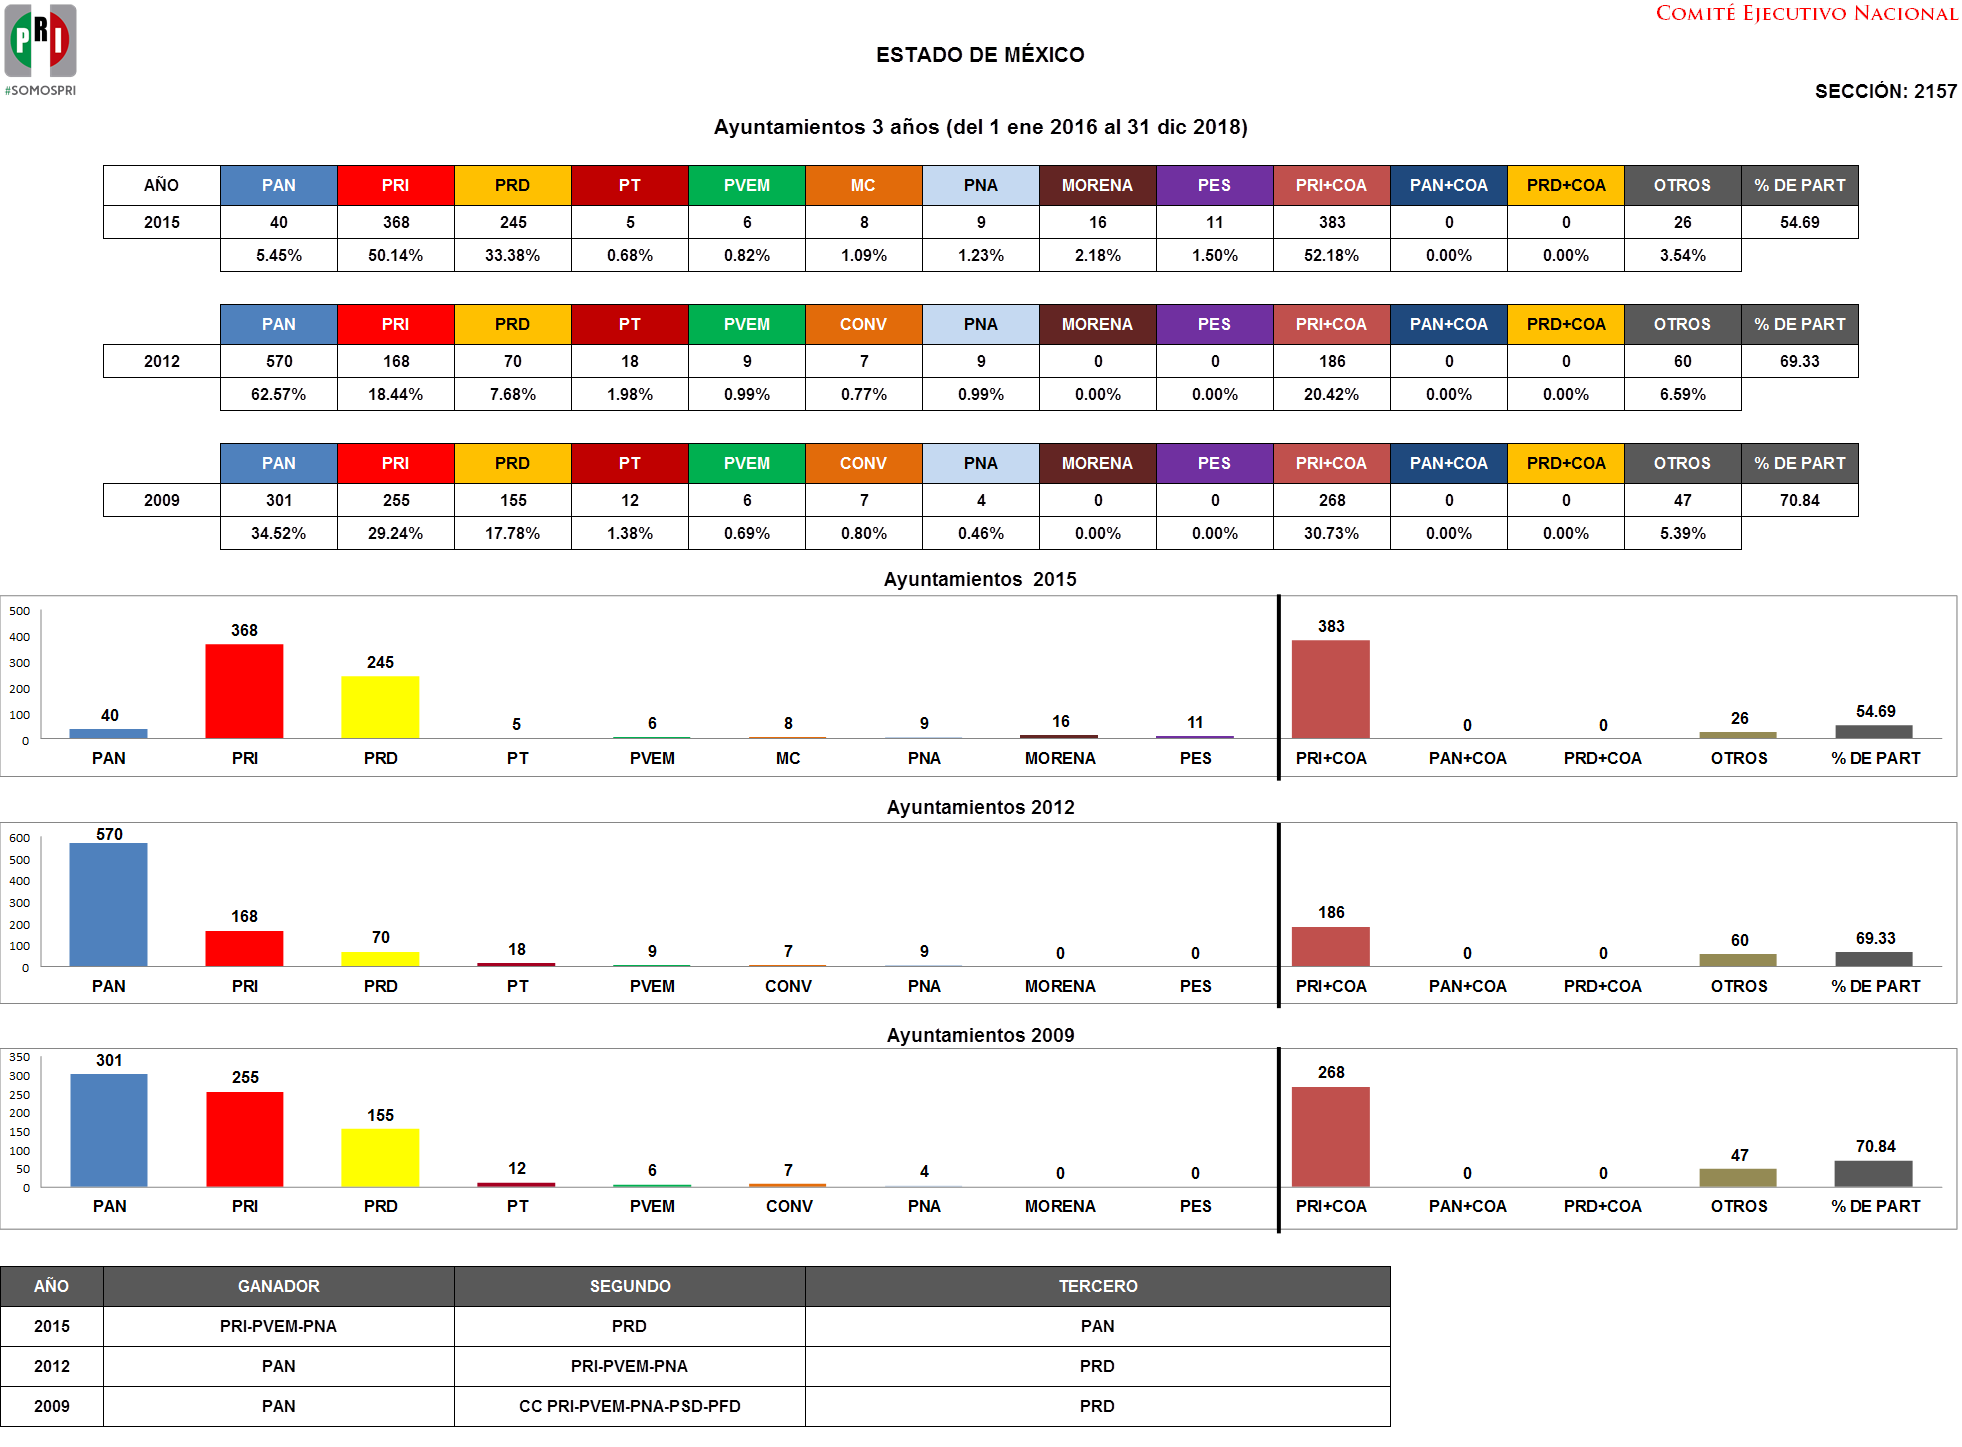 COMITÉ EJECUTIVO NACIONAL
PRI
#SOMOSPRI
ESTADO DE MÉXICO
SECCIÓN: 2157
Ayuntamientos 3 años (del 1 ene 2016 al 31 dic 2018)
AÑO PAN PRI PRD PT PVEM MC PNA MORENA PES PRI+COA PAN+COA PRD+COA OTROS % DE PART
2015 40 368 245 5 6 8 9 16 11 383 0 0 26 54.69
5.45% 50.14% 33.38% 0.68% 0.82% 1.09% 1.23% 2.18% 1.50% 52.18% 0.00% 0.00% 3.54%
PAN PRI PRD PT PVEM CONV PNA MORENA PES PRI+COA PAN+COA PRD+COA OTROS % DE PART
2012 570 168 70 18 9 7 9 0 0 186 0 0 60 69.33
62.57% 18.44% 7.68% 1.98% 0.99% 0.77% 0.99% 0.00% 0.00% 20.42% 0.00% 0.00% 6.59%
PAN PRI PRD PT PVEM CONV PNA MORENA PES PRI+COA PAN+COA PRD+COA OTROS % DE PART
2009 301 255 155 12 6 7 4 0 0 268 0 0 47 70.84
34.52% 29.24% 17.78% 1.38% 0.69% 0.80% 0.46% 0.00% 0.00% 30.73% 0.00% 0.00% 5.39%
Ayuntamientos 2015
500
400
300
200
100
0
40 368 245 5 6 8 9 16 11 383 0 0 26 54.69
PAN PRI PRD PT PVEM MC PNA MORENA PES PRI+COA PAN+COA PRD+COA OTROS % DE PART
Ayuntamientos 2012
600
500
400
300
200
100
0
570 168 70 18 9 7 9 0 0 186 0 0 60 69.33
PAN PRI PRD PT PVEM CONV PNA MORENA PES PRI+COA PAN+COA PRD+COA OTROS % DE PART
Ayuntamientos 2009
350
300
250
200
150
100
50
0
301 255 155 12 6 7 4 0 0 268 0 0 47 70.84
PAN PRI PRD PT PVEM CONV PNA MORENA PES PRI+COA PAN+COA PRD+COA OTROS % DE PART
AÑO GANADOR SEGUNDO TERCERO
2015 PRI-PVEM-PNA PRD PAN
2012 PAN PRI-PVEM-PNA PRD
2009 PAN CC PRI-PVEM-PNA-PSD-PFD PRD